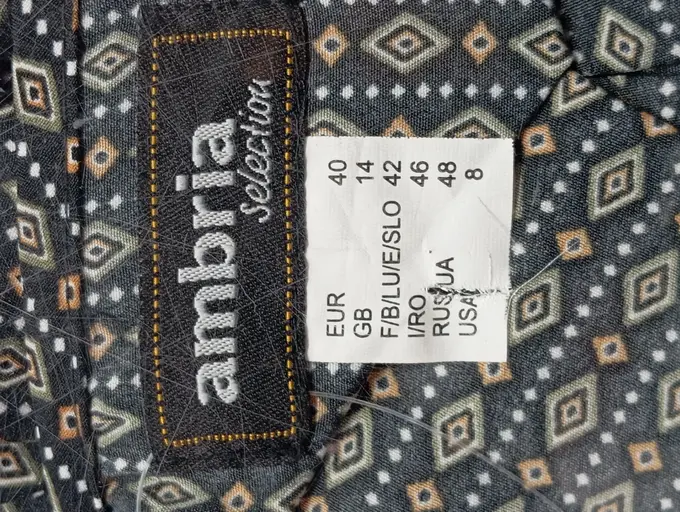 ambria
selection
EUR 40
GB 14
F/B/LU/E/SLO 42
I/RO 46
RUS/UA 48
USA 8